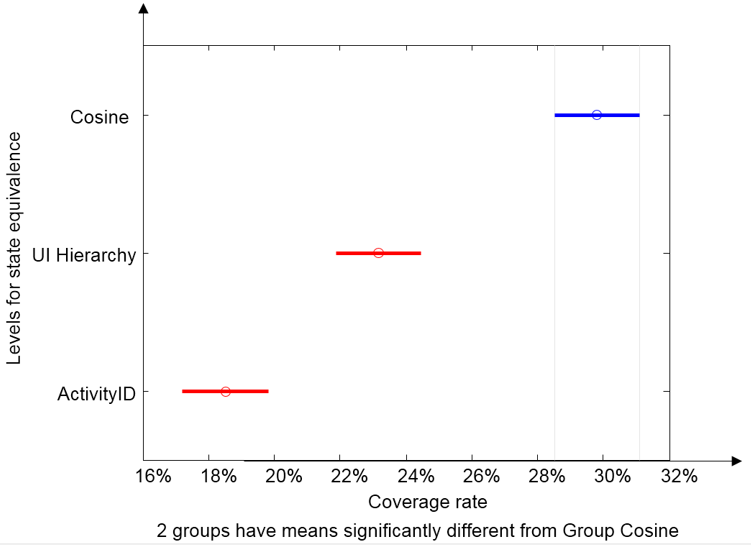 Levels for state equivalence
Cosine
UI Hierarchy
ActivityID
16% 18% 20% 22% 24% 26% 28% 30% 32%
Coverage rate
2 groups have means significantly different from Group Cosine